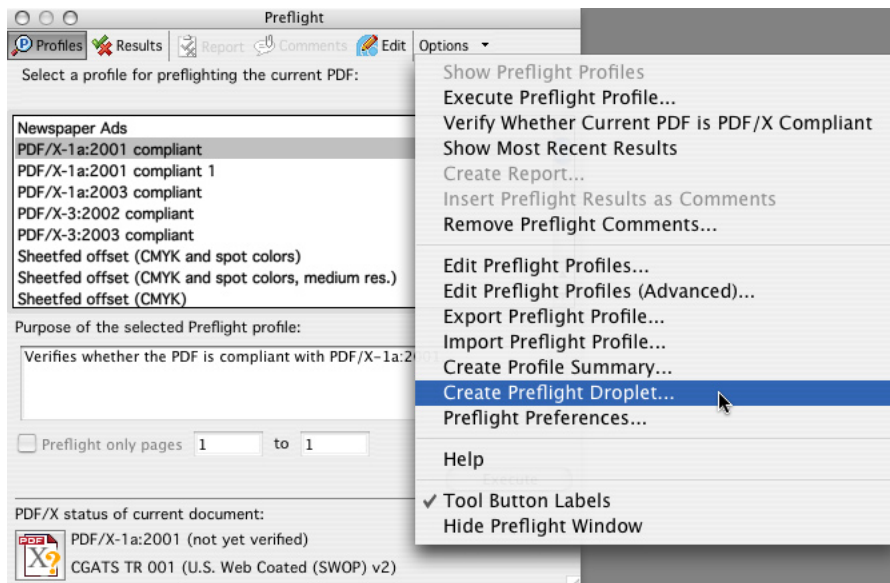 Preflight
Profiles Results Report Comments Edit Options
Select a profile for preflighting the current PDF:
Newspaper Ads
PDF/X-1a:2001 compliant
PDF/X-1a:2001 compliant 1
PDF/X-1a:2003 compliant
PDF/X-3:2002 compliant
PDF/X-3:2003 compliant
Sheetfed offset (CMYK and spot colors)
Sheetfed offset (CMYK and spot colors, medium res.)
Sheetfed offset (CMYK)
Purpose of the selected Preflight profile:
Verifies whether the PDF is compliant with PDF/X-1a:2001
Preflight only pages 1 to 1
Execute
PDF/X status of current document:
PDF/X-1a:2001 (not yet verified)
CGATS TR 001 (U.S. Web Coated (SWOP) v2)
Show Preflight Profiles
Execute Preflight Profile...
Verify Whether Current PDF is PDF/X Compliant
Show Most Recent Results
Create Report...
Insert Preflight Results as Comments
Remove Preflight Comments...
Edit Preflight Profiles...
Edit Preflight Profiles (Advanced)...
Export Preflight Profile...
Import Preflight Profile...
Create Profile Summary...
Create Preflight Droplet...
Preflight Preferences...
Help
Tool Button Labels
Hide Preflight Window